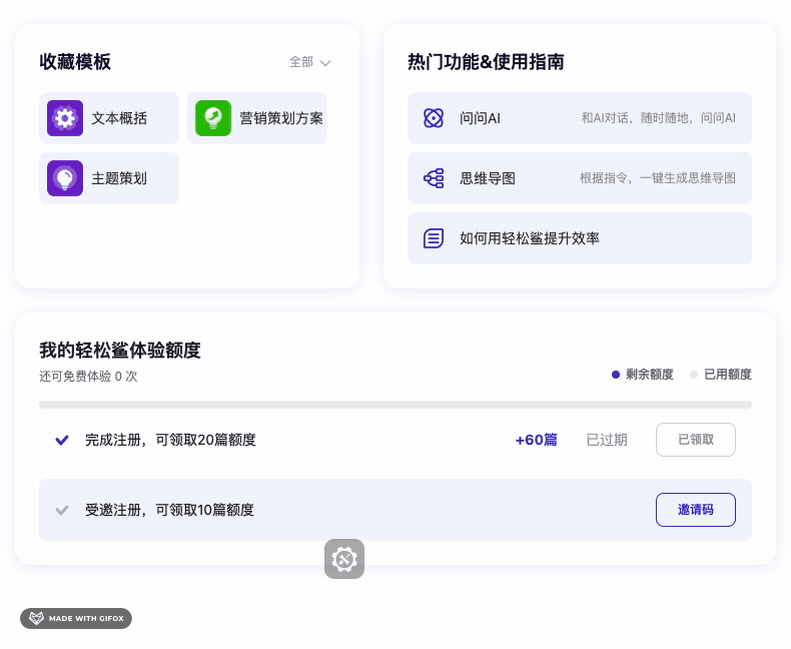 收藏模板
全部
文本概括
营销策划方案
主题策划
热门功能&使用指南
问问AI
和AI对话，随时随地，问问AI
思维导图
根据指令，一键生成思维导图
如何用轻松鲨提升效率
我的轻松鲨体验额度
还可免费体验 0 次
剩余额度
已用额度
完成注册，可领取20篇额度
+60篇
已过期
已领取
受邀注册，可领取10篇额度
邀请码
MADE WITH GIFOX